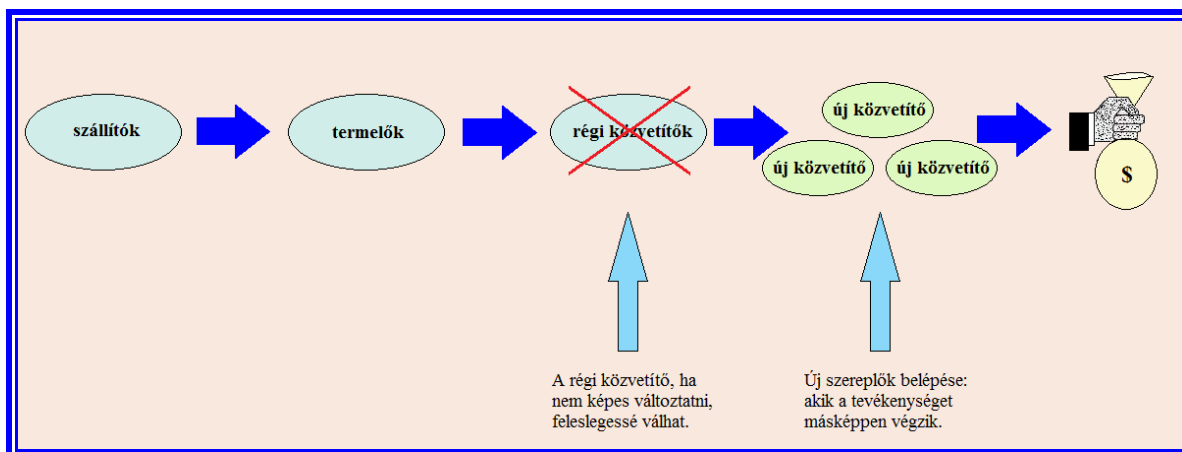 szállítók
termelők
régi közvetítők
új közvetítő
új közvetítő
új közvetítő
$
A régi közvetítő, ha
nem képes változtatni,
feleslegessé válhat.
Új szereplők belépése:
akik a tevékenységet
másképpen végzik.